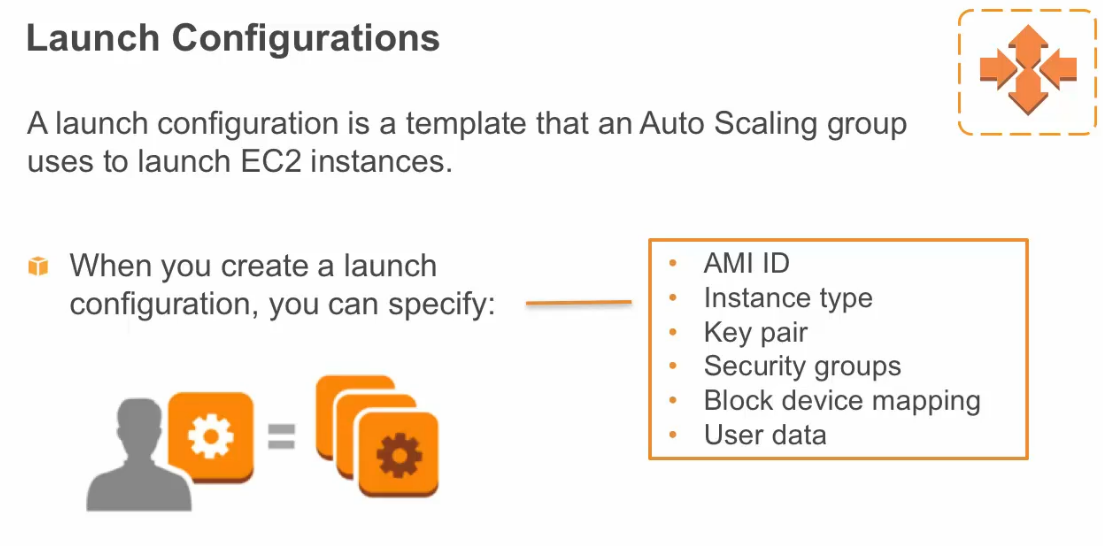 Launch Configurations
A launch configuration is a template that an Auto Scaling group
uses to launch EC2 instances.
When you create a launch
configuration, you can specify:
• AMI ID
• Instance type
• Key pair
• Security groups
• Block device mapping
• User data